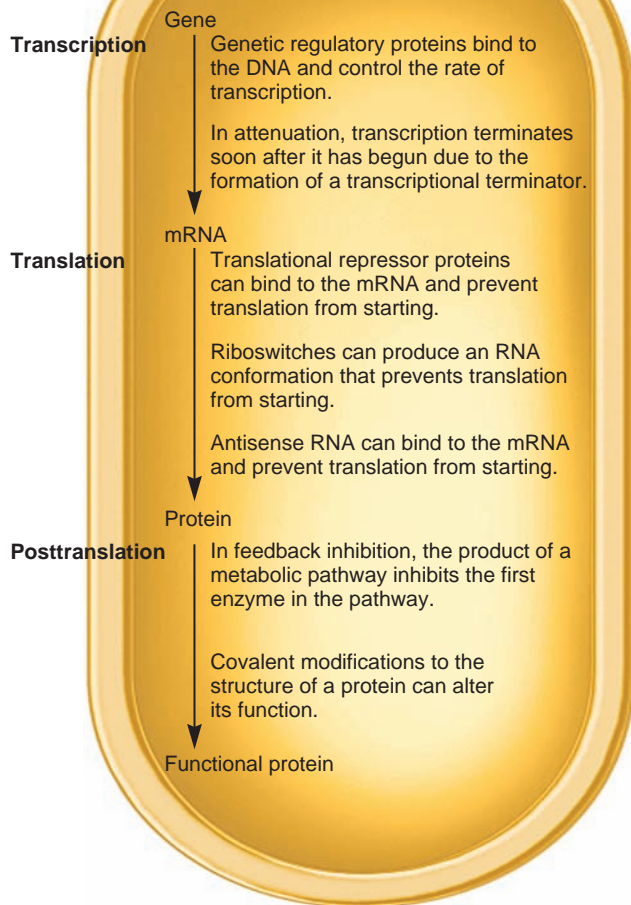 Gene
Transcription
Genetic regulatory proteins bind to
the DNA and control the rate of
transcription.
In attenuation, transcription terminates
soon after it has begun due to the
formation of a transcriptional terminator.
mRNA
Translation
Translational repressor proteins
can bind to the mRNA and prevent
translation from starting.
Riboswitches can produce an RNA
conformation that prevents translation
from starting.
Antisense RNA can bind to the mRNA
and prevent translation from starting.
Protein
Posttranslation
In feedback inhibition, the product of a
metabolic pathway inhibits the first
enzyme in the pathway.
Covalent modifications to the
structure of a protein can alter
its function.
Functional protein